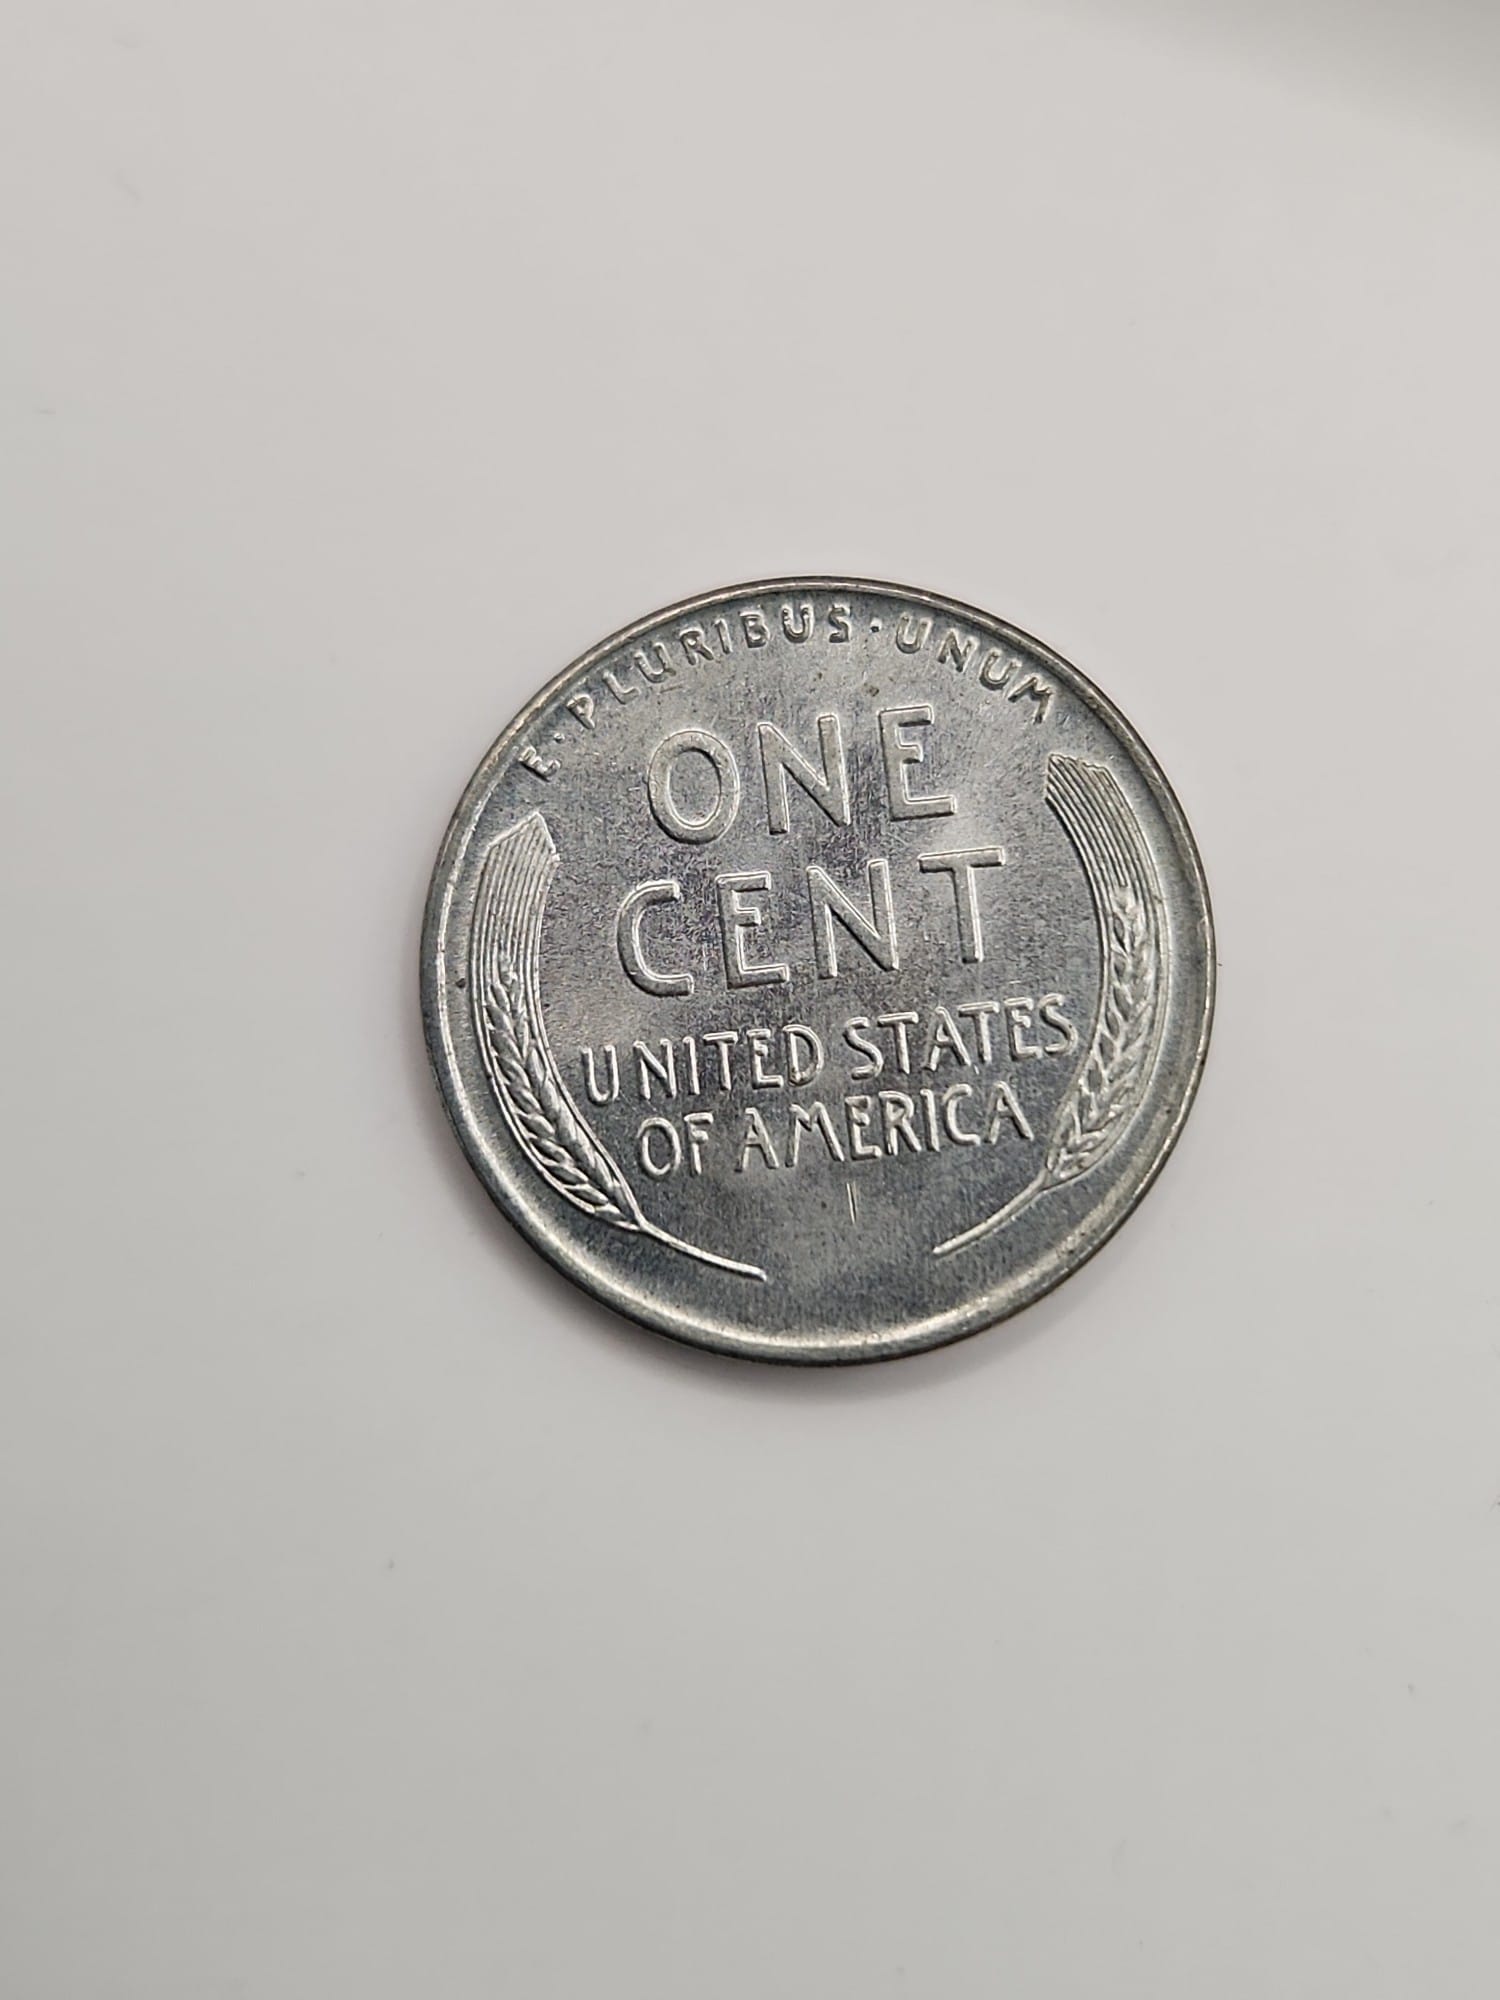 E·PLURIBUS·UNUM
ONE
CENT
UNITED STATES
OF AMERICA